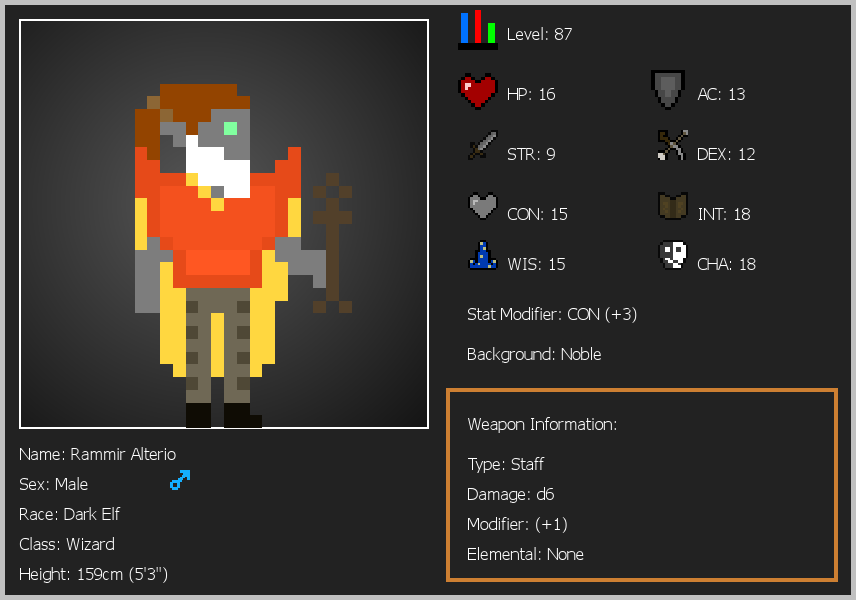 Level: 87
HP: 16
AC: 13
STR: 9
DEX: 12
CON: 15
INT: 18
WIS: 15
CHA: 18
Stat Modifier: CON (+3)
Background: Noble
Weapon Information:
Type: Staff
Damage: d6
Modifier: (+1)
Elemental: None
Name: Rammir Alterio
Sex: Male
Race: Dark Elf
Class: Wizard
Height: 159cm (5'3")